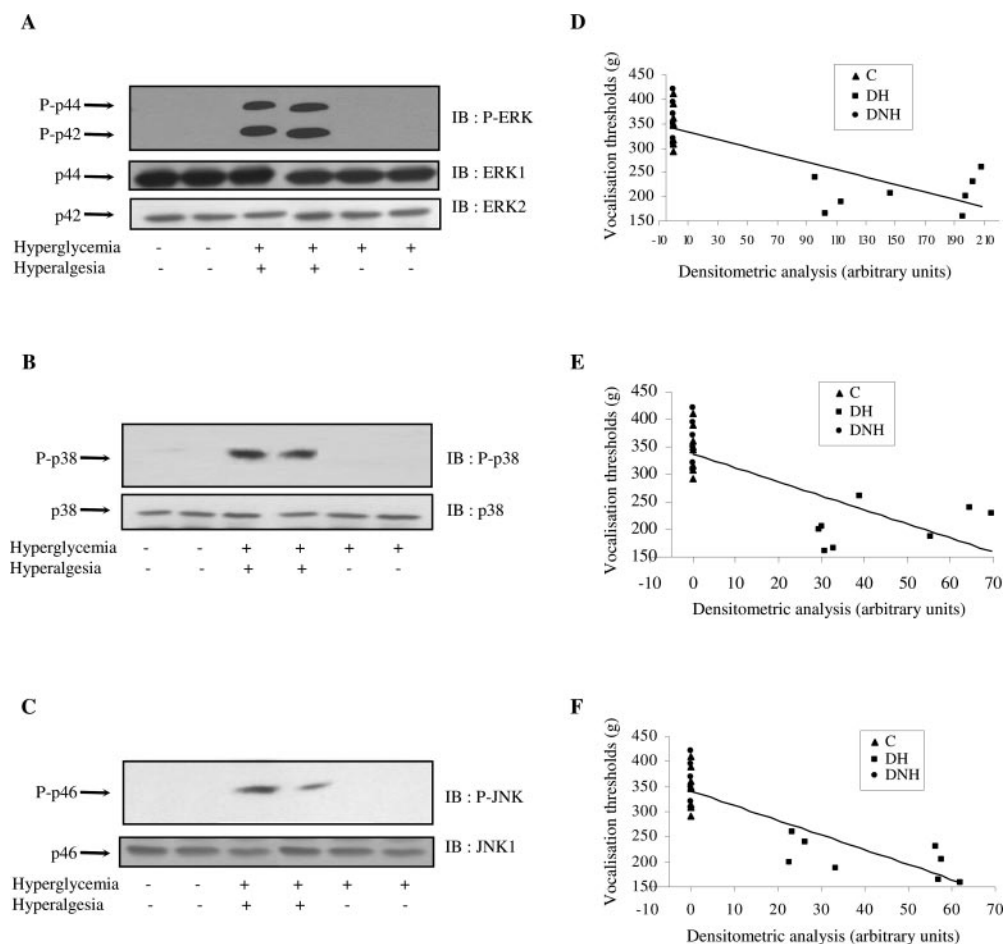 A
P-p44
P-p42
IB : P-ERK
p44
IB : ERK1
p42
IB : ERK2
Hyperglycemia - - + + + +
Hyperalgesia - - + + - -
B
P-p38
IB : P-p38
p38
IB : p38
Hyperglycemia - - + + + +
Hyperalgesia - - + + - -
C
P-p46
IB : P-JNK
p46
IB : JNK1
Hyperglycemia - - + + + +
Hyperalgesia - - + + - -
D
Vocalisation thresholds (g)
450
400
350
300
250
200
150
C
DH
DNH
-10 10 30 50 70 90 110 130 150 170 190 210
Densitometric analysis (arbitrary units)
E
Vocalisation thresholds (g)
450
400
350
300
250
200
150
C
DH
DNH
-10 0 10 20 30 40 50 60 70
Densitometric analysis (arbitrary units)
F
Vocalisation thresholds (g)
450
400
350
300
250
200
150
C
DH
DNH
-10 0 10 20 30 40 50 60 70
Densitometric analysis (arbitrary units)